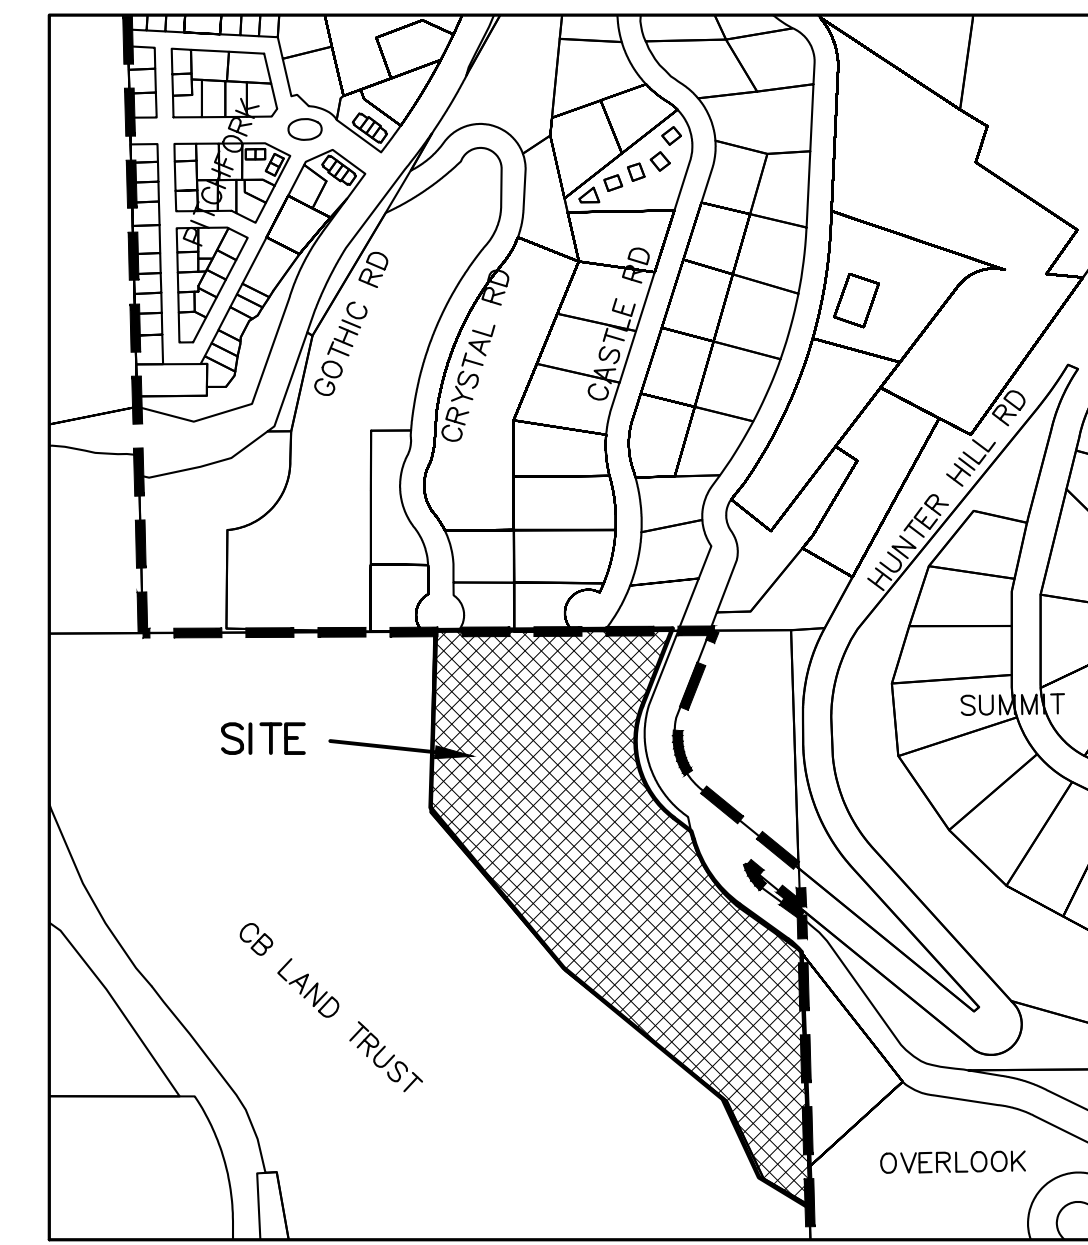 PITCHFORK
GOTHIC RD
CRYSTAL RD
CASTLE RD
HUNTER HILL RD
SUMMIT
SITE
CB LAND TRUST
OVERLOOK